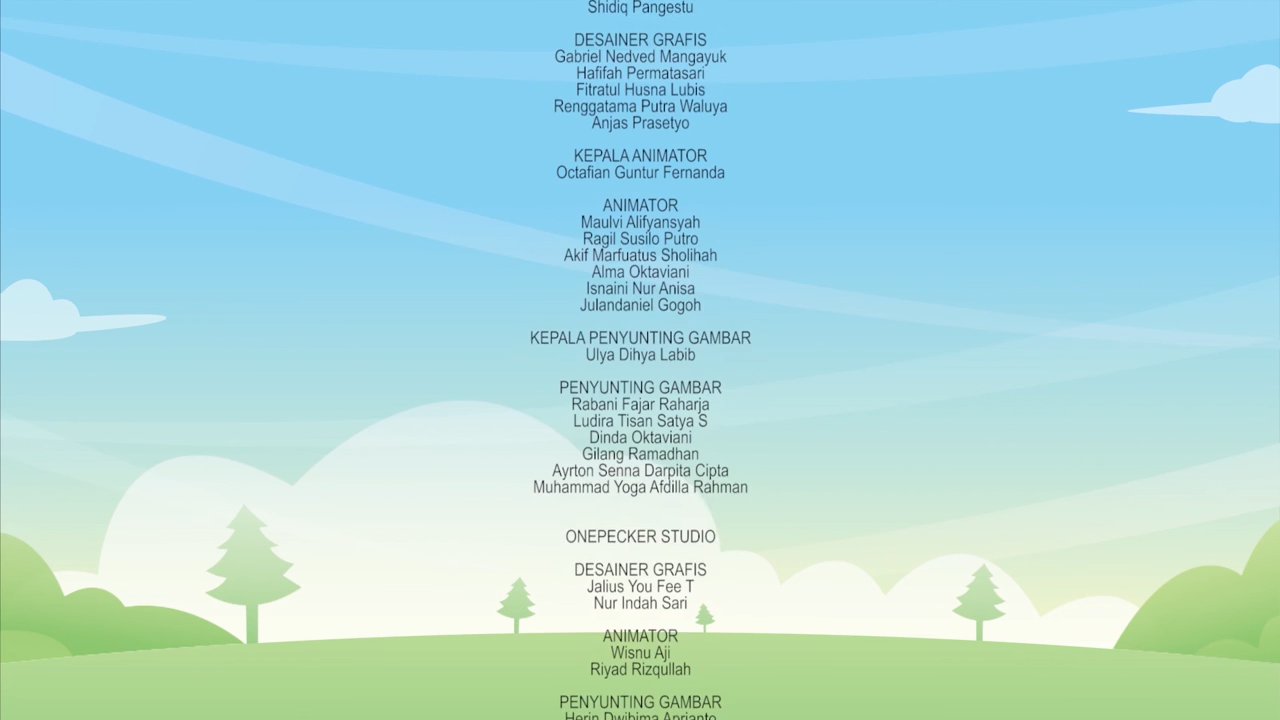 Shidiq Pangestu
DESAINER GRAFIS
Gabriel Nedved Mangayuk
Hafifah Permatasari
Fitratul Husna Lubis
Renggatama Putra Waluya
Anjas Prasetyo
KEPALA ANIMATOR
Octafian Guntur Fernanda
ANIMATOR
Maulvi Alifyansyah
Ragil Susilo Putro
Akif Marfuatus Sholihah
Alma Oktaviani
Isnaini Nur Anisa
Julandaniel Gogoh
KEPALA PENYUNTING GAMBAR
Ulya Dihya Labib
PENYUNTING GAMBAR
Rabani Fajar Raharja
Ludira Tisan Satya S
Dinda Oktaviani
Gilang Ramadhan
Ayrton Senna Darpita Cipta
Muhammad Yoga Afdilla Rahman
ONEPECKER STUDIO
DESAINER GRAFIS
Jalius You Fee T
Nur Indah Sari
ANIMATOR
Wisnu Aji
Riyad Rizqullah
PENYUNTING GAMBAR
Herin Dwibima Aprianto